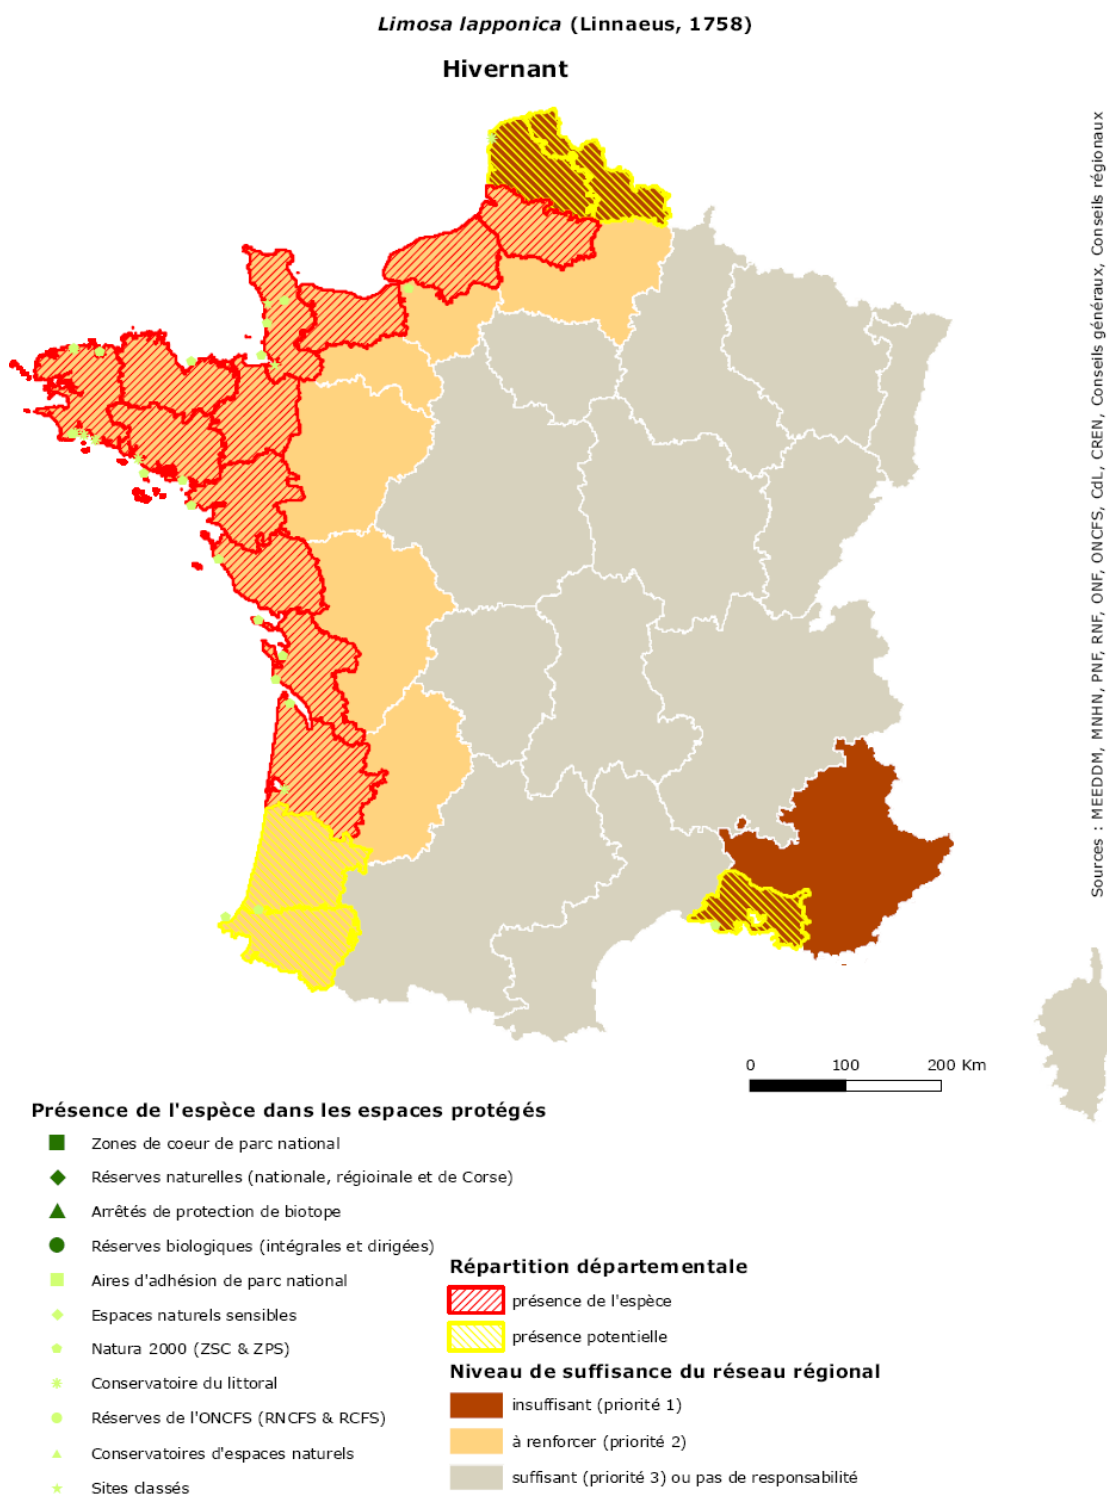 Limosa lapponica (Linnaeus, 1758)
Hivernant
Sources : MEEDDM, MNHN, PNF, RNF, ONF, ONCFS, CdL, CREN, Conseils généraux, Conseils régionaux
0 100 200 Km
Présence de l'espèce dans les espaces protégés
Zones de coeur de parc national
Réserves naturelles (nationale, régioinale et de Corse)
Arrêtés de protection de biotope
Réserves biologiques (intégrales et dirigées)
Aires d'adhésion de parc national
Espaces naturels sensibles
Natura 2000 (ZSC & ZPS)
Conservatoire du littoral
Réserves de l'ONCFS (RNCFS & RCFS)
Conservatoires d'espaces naturels
Sites classés
Répartition départementale
présence de l'espèce
présence potentielle
Niveau de suffisance du réseau régional
insuffisant (priorité 1)
à renforcer (priorité 2)
suffisant (priorité 3) ou pas de responsabilité